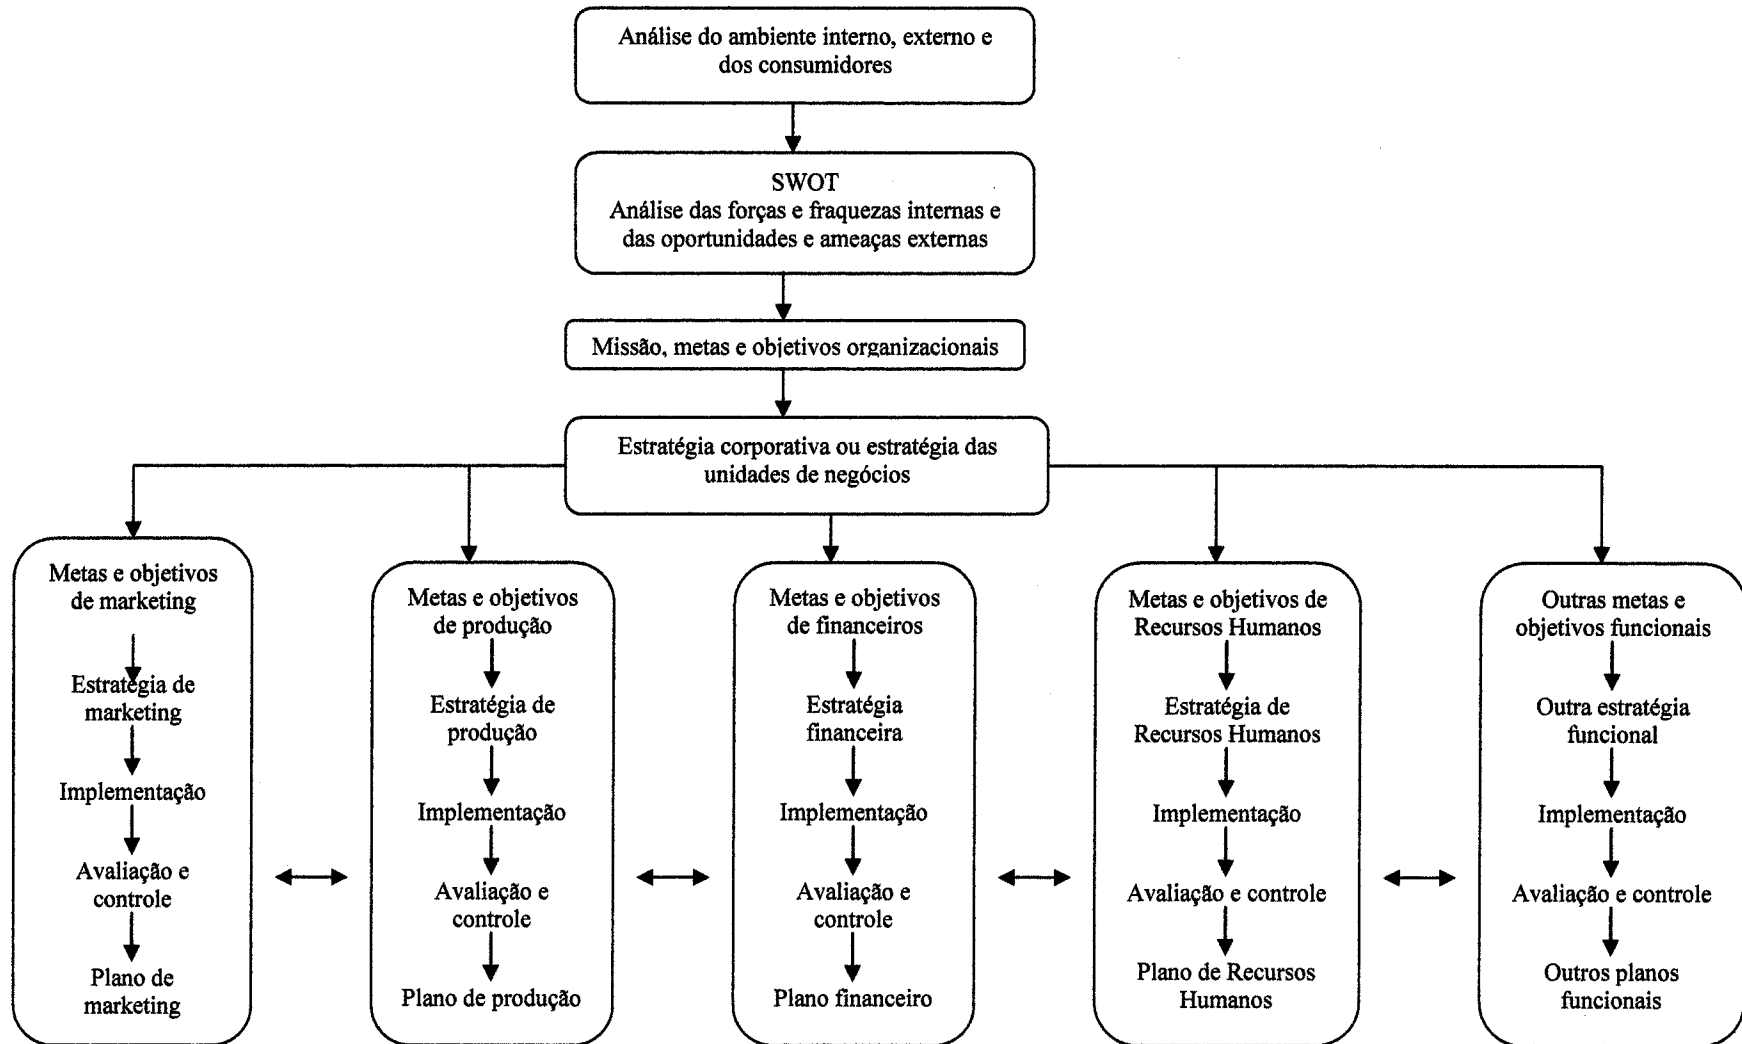 Análise do ambiente interno, externo e
dos consumidores
SWOT
Análise das forças e fraquezas internas e
das oportunidades e ameaças externas
Missão, metas e objetivos organizacionais
Estratégia corporativa ou estratégia das
unidades de negócios
Metas e objetivos
de marketing
Estratégia de
marketing
Implementação
Avaliação e
controle
Plano de
marketing
Metas e objetivos
de produção
Estratégia de
produção
Implementação
Avaliação e
controle
Plano de produção
Metas e objetivos
de financeiros
Estratégia
financeira
Implementação
Avaliação e
controle
Plano financeiro
Metas e objetivos de
Recursos Humanos
Estratégia de
Recursos Humanos
Implementação
Avaliação e controle
Plano de Recursos
Humanos
Outras metas e
objetivos funcionais
Outra estratégia
funcional
Implementação
Avaliação e controle
Outros planos
funcionais